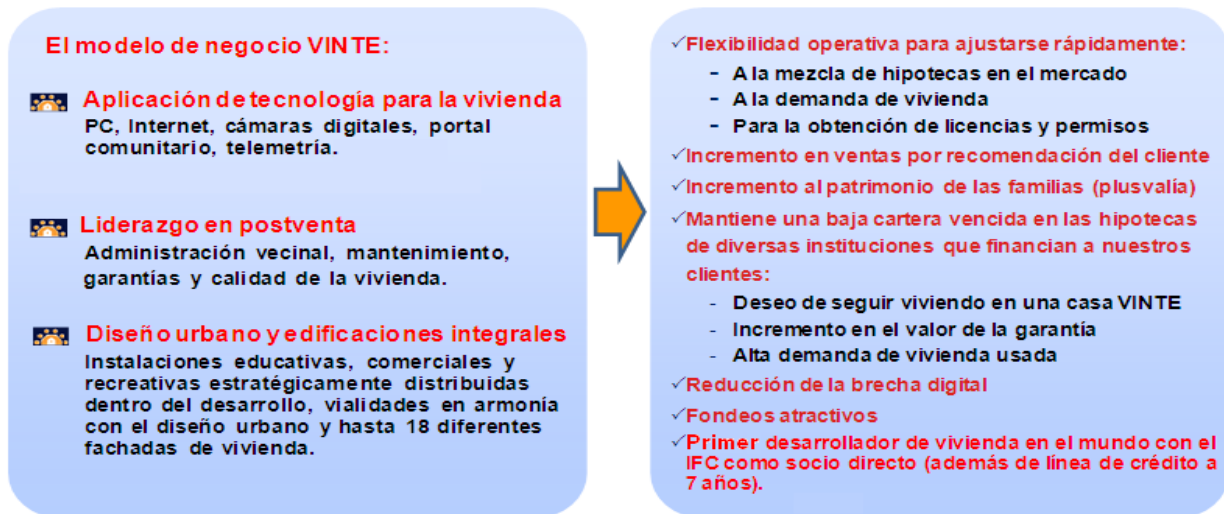 El modelo de negocio VINTE:
Aplicación de tecnología para la vivienda
PC, Internet, cámaras digitales, portal
comunitario, telemetría.
Liderazgo en postventa
Administración vecinal, mantenimiento,
garantías y calidad de la vivienda.
Diseño urbano y edificaciones integrales
Instalaciones educativas, comerciales y
recreativas estratégicamente distribuidas
dentro del desarrollo, vialidades en armonía
con el diseño urbano y hasta 18 diferentes
fachadas de vivienda.
✓Flexibilidad operativa para ajustarse rápidamente:
- A la mezcla de hipotecas en el mercado
- A la demanda de vivienda
- Para la obtención de licencias y permisos
✓Incremento en ventas por recomendación del cliente
✓Incremento al patrimonio de las familias (plusvalía)
✓Mantiene una baja cartera vencida en las hipotecas
de diversas instituciones que financian a nuestros
clientes:
- Deseo de seguir viviendo en una casa VINTE
- Incremento en el valor de la garantía
- Alta demanda de vivienda usada
✓Reducción de la brecha digital
✓Fondeos atractivos
✓Primer desarrollador de vivienda en el mundo con el
IFC como socio directo (además de línea de crédito a
7 años).